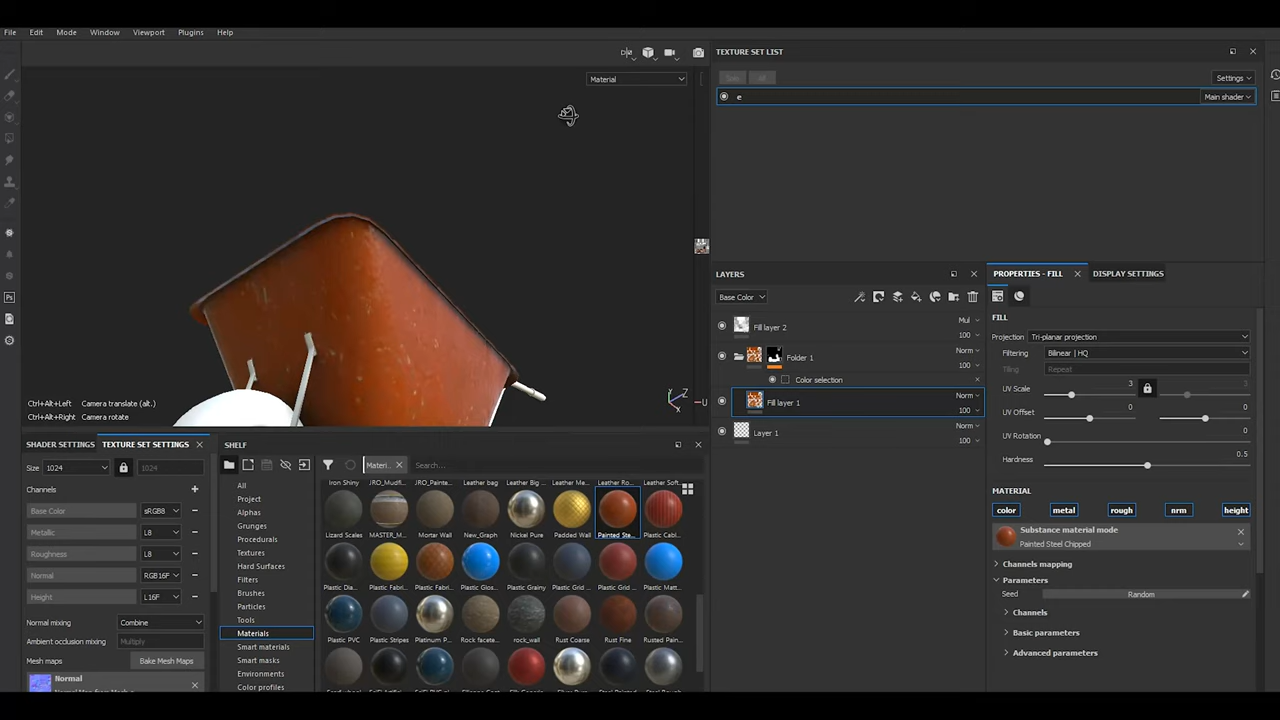 File Edit Mode Window Viewport Plugins Help
Material
Ctrl+Alt+Left Camera translate (alt.)
Ctrl+Alt+Right Camera rotate
Y Z X
U
TEXTURE SET LIST
Settings
e Main shader
LAYERS
Base Color
Fill layer 2 Mul
100
Folder 1 Norm
100
Color selection
Fill layer 1 Norm
100
Layer 1 Norm
100
PROPERTIES - FILL DISPLAY SETTINGS
FILL
Projection Tri-planar projection
Filtering Bilinear | HQ
Tiling Repeat
UV Scale 3 3
UV Offset 0 0
UV Rotation 0
Hardness 0.5
MATERIAL
color metal rough nrm height
Substance material mode
Painted Steel Chipped
Channels mapping
Parameters
Seed Random
Channels
Basic parameters
Advanced parameters
SHADER SETTINGS TEXTURE SET SETTINGS
Size 1024 1024
Channels
Base Color sRGB8
Metallic L8
Roughness L8
Normal RGB16F
Height L16F
Normal mixing Combine
Ambient occlusion mixing Multiply
Mesh maps Bake Mesh Maps
Normal
SHELF
Materi... Search...
All
Project
Alphas
Grunges
Procedurals
Textures
Hard Surfaces
Filters
Brushes
Particles
Tools
Materials
Smart materials
Smart masks
Environments
Color profiles
Iron Shiny JRO_Mudfl... JRO_Painte... Leather bag Leather Big ... Leather Me... Leather Ro... Leather Soft...
Lizard Scales MASTER_M... Mortar Wall New_Graph Nickel Pure Padded Wall Painted Ste... Plastic Cabl...
Plastic Dia... Plastic Fabri... Plastic Fabri... Plastic Glos... Plastic Grainy Plastic Grid ... Plastic Grid ... Plastic Matt...
Plastic PVC Plastic Stripes Platinum P... Rock facete... rock_wall Rust Coarse Rust Fine Rusted Pain...